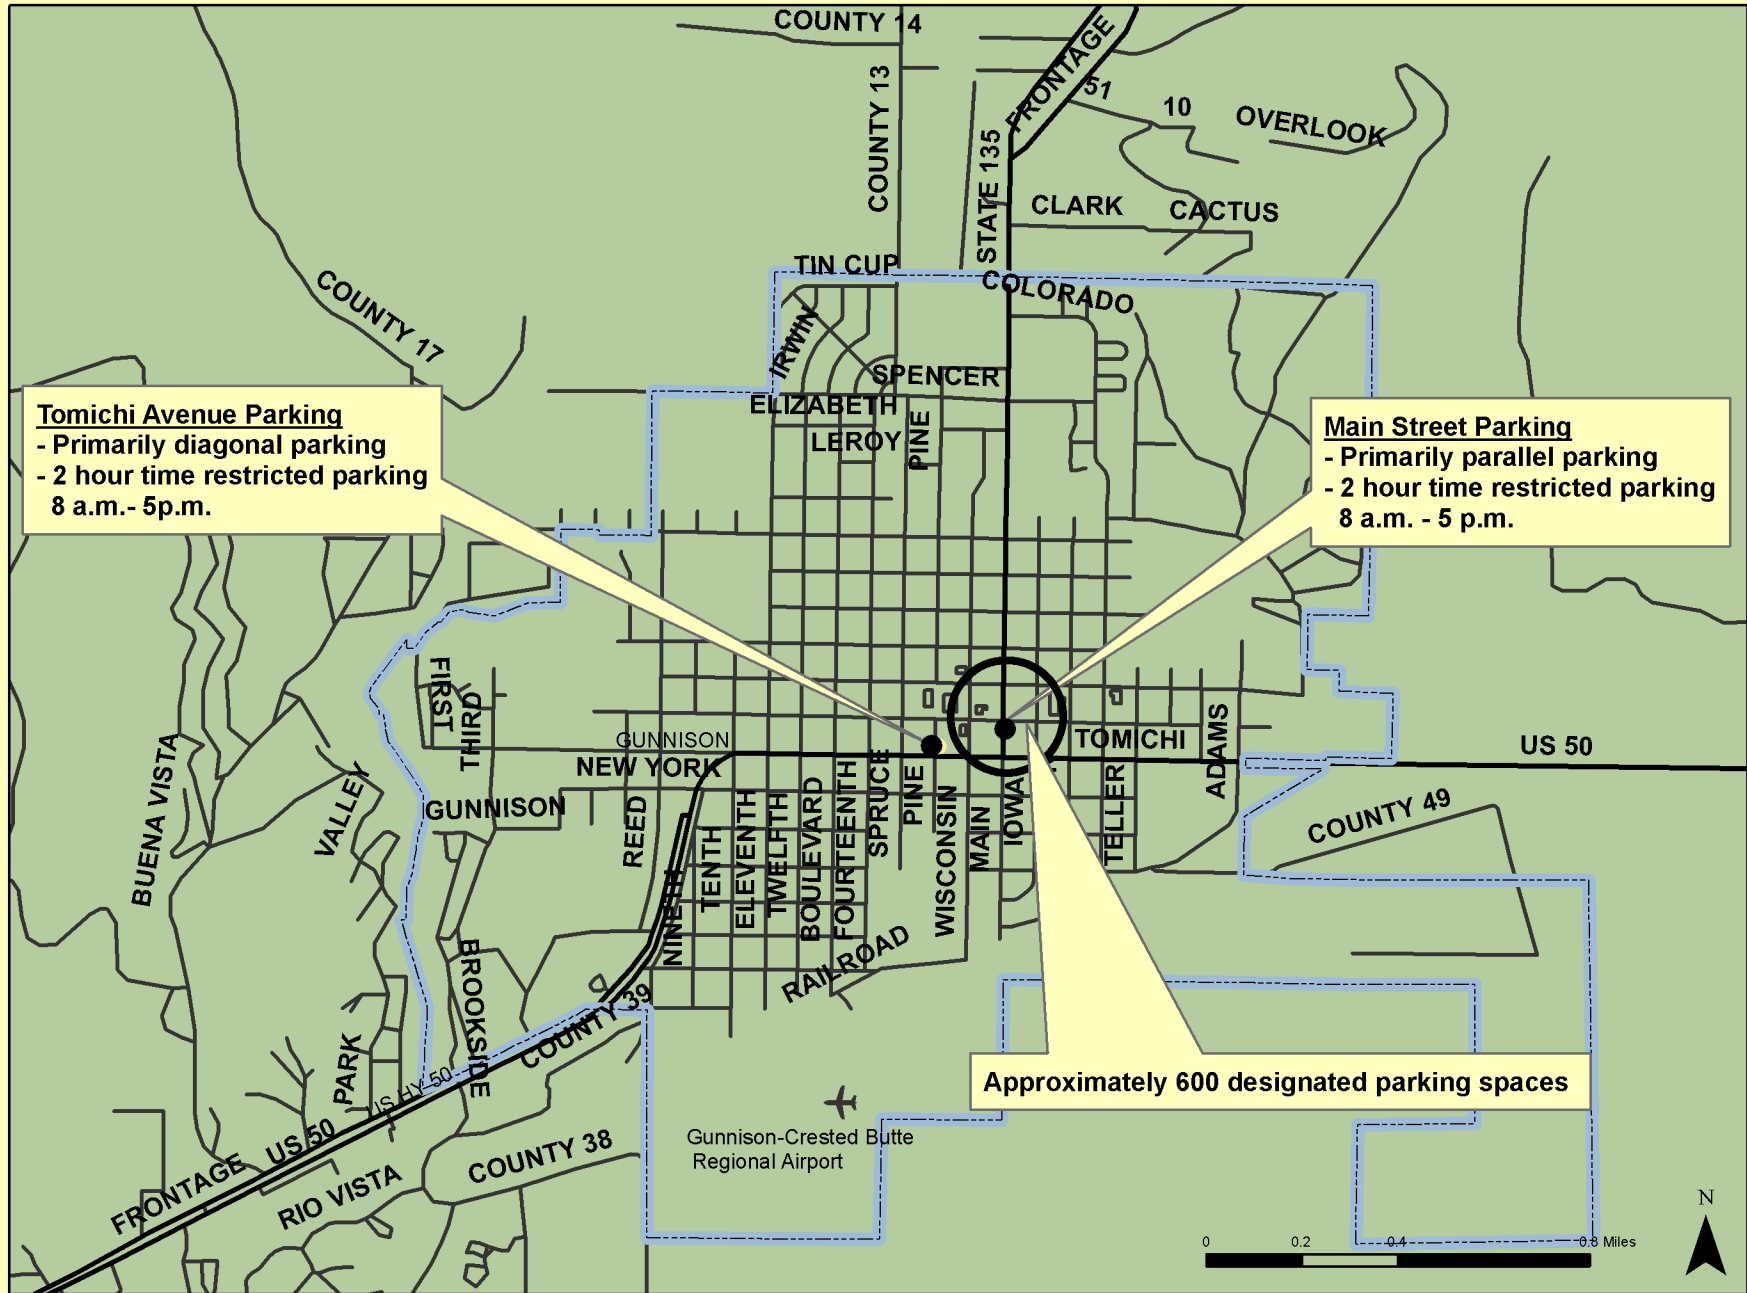 COUNTY 14
FRONTAGE
COUNTY 13
51
10
OVERLOOK
STATE 135
CLARK
CACTUS
TIN CUP
COLORADO
COUNTY 17
IRWIN
SPENCER
ELIZABETH
LEROY
PINE
Tomichi Avenue Parking
- Primarily diagonal parking
- 2 hour time restricted parking
8 a.m.- 5p.m.
Main Street Parking
- Primarily parallel parking
- 2 hour time restricted parking
8 a.m. - 5 p.m.
FIRST
THIRD
GUNNISON
NEW YORK
TOMICHI
ADAMS
US 50
BUENA VISTA
VALLEY
GUNNISON
REED
NINETH
TENTH
ELEVENTH
TWELFTH
BOULEVARD
FOURTEENTH
SPRUCE
PINE
WISCONSIN
MAIN
IOWA
TELLER
COUNTY 49
RAILROAD
BROOKSIDE
COUNTY 39
PARK
US HY 50
US 50
FRONTAGE
RIO VISTA
COUNTY 38
Approximately 600 designated parking spaces
Gunnison-Crested Butte
Regional Airport
N
0 0.2 0.4 0.8 Miles